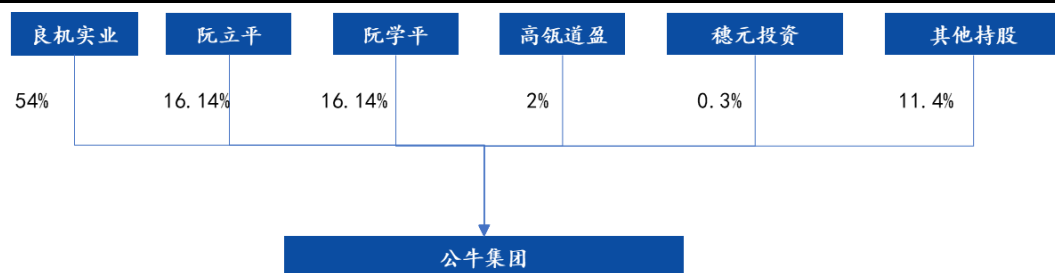 良机实业 阮立平 阮学平 高瓴道盈 穗元投资 其他持股
54% 16.14% 16.14% 2% 0.3% 11.4%
公牛集团